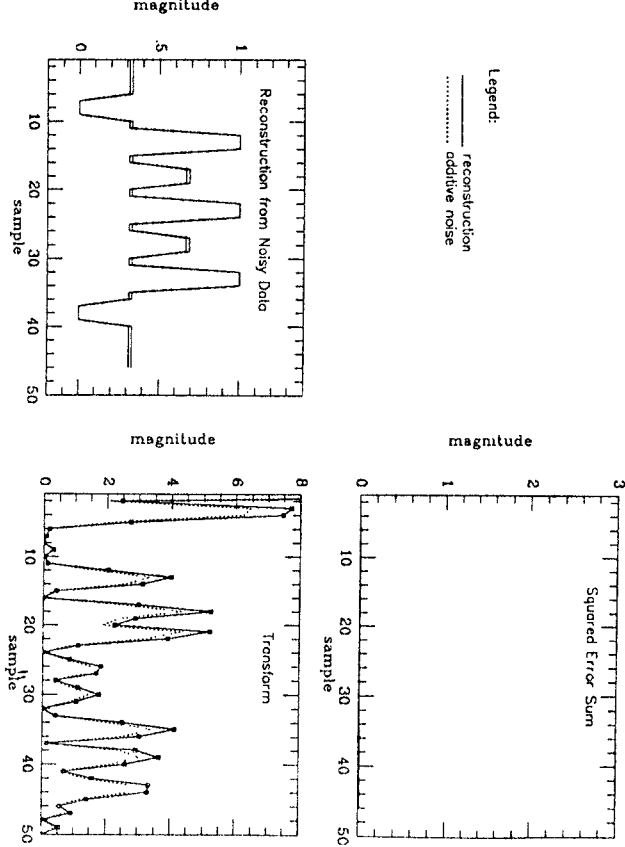 Legend:
reconstruction
additive noise
Squared Error Sum
magnitude
3
2
1
0
10
20
30
40
50
sample
Reconstruction from Noisy Data
magnitude
1
.5
0
10
20
30
40
50
sample
Transform
magnitude
8
6
4
2
0
10
20
30
40
50
sample